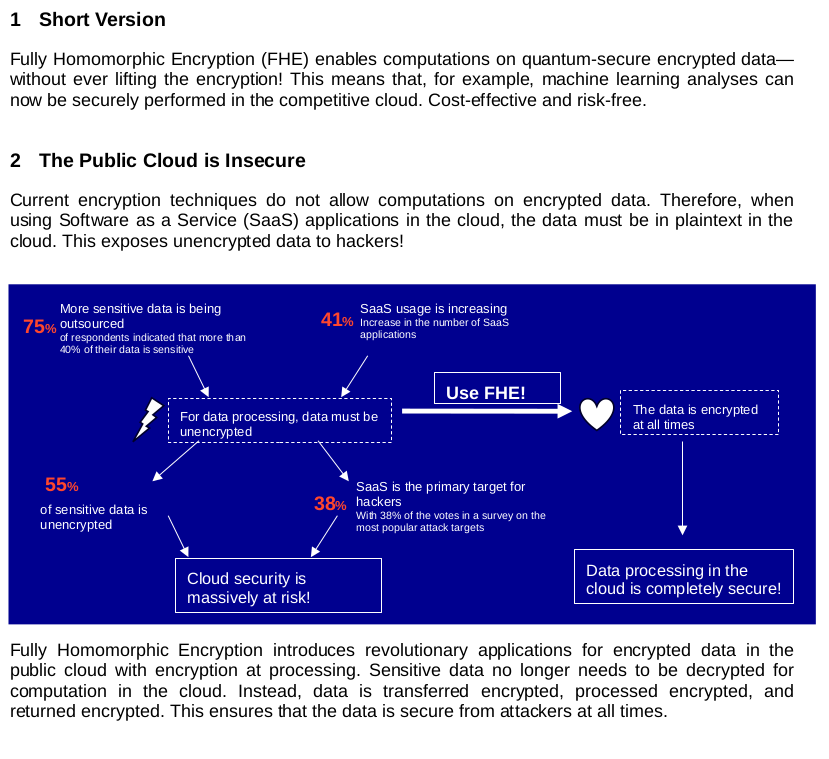 1 Short Version
Fully Homomorphic Encryption (FHE) enables computations on quantum-secure encrypted data—
without ever lifting the encryption! This means that, for example, machine learning analyses can
now be securely performed in the competitive cloud. Cost-effective and risk-free.
2 The Public Cloud is Insecure
Current encryption techniques do not allow computations on encrypted data. Therefore, when
using Software as a Service (SaaS) applications in the cloud, the data must be in plaintext in the
cloud. This exposes unencrypted data to hackers!
75%
More sensitive data is being
outsourced
of respondents indicated that more than
40% of their data is sensitive
41%
SaaS usage is increasing
Increase in the number of SaaS
applications
For data processing, data must be
unencrypted
Use FHE!
The data is encrypted
at all times
55%
of sensitive data is
unencrypted
38%
SaaS is the primary target for
hackers
With 38% of the votes in a survey on the
most popular attack targets
Cloud security is
massively at risk!
Data processing in the
cloud is completely secure!
Fully Homomorphic Encryption introduces revolutionary applications for encrypted data in the
public cloud with encryption at processing. Sensitive data no longer needs to be decrypted for
computation in the cloud. Instead, data is transferred encrypted, processed encrypted, and
returned encrypted. This ensures that the data is secure from attackers at all times.